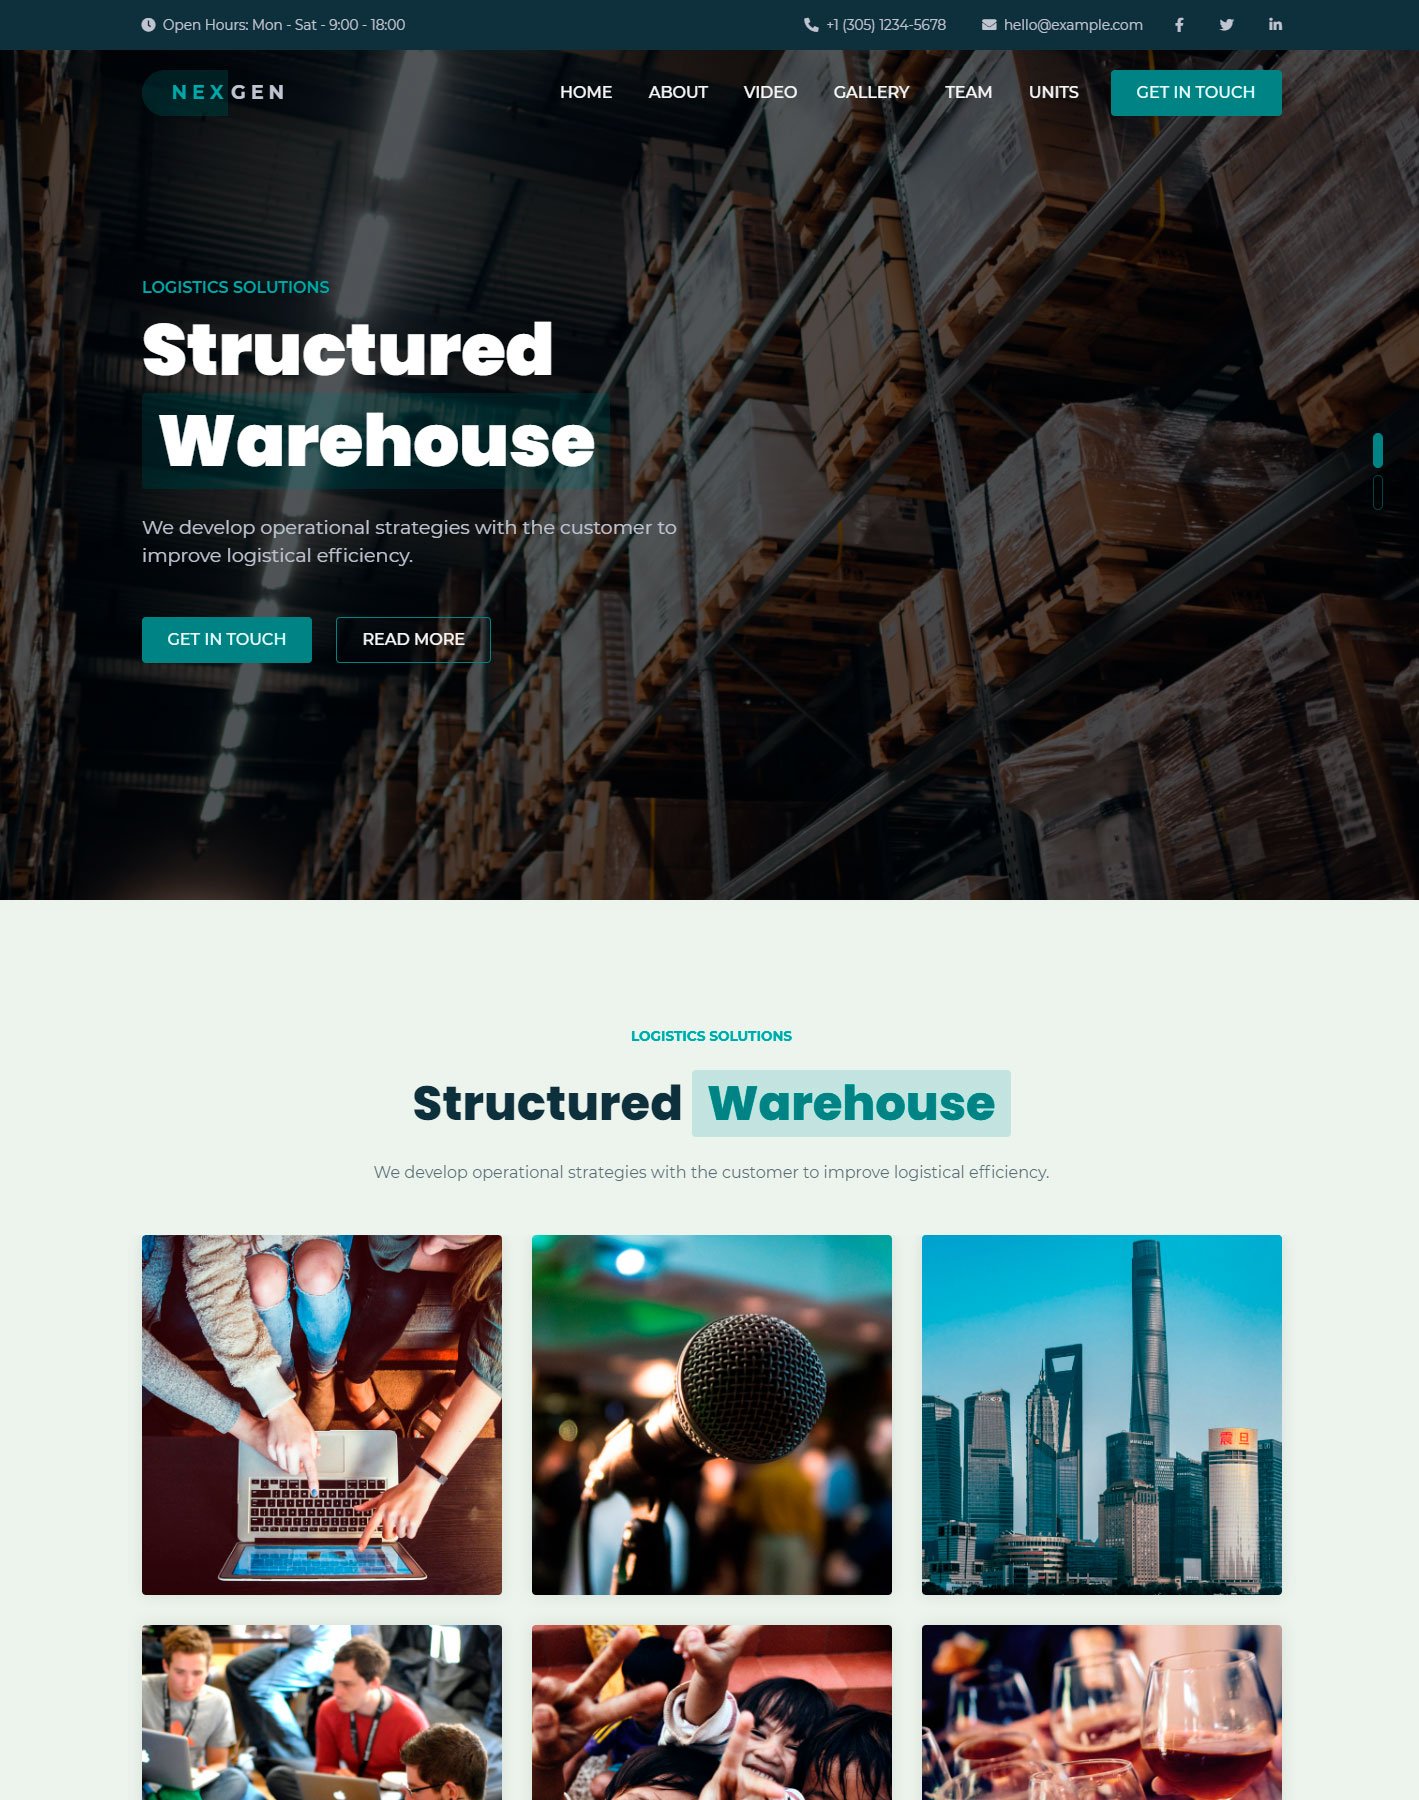 Open Hours: Mon - Sat - 9:00 - 18:00
+1 (305) 1234-5678
hello@example.com
NEXGEN
HOME
ABOUT
VIDEO
GALLERY
TEAM
UNITS
GET IN TOUCH
LOGISTICS SOLUTIONS
Structured
Warehouse
We develop operational strategies with the customer to
improve logistical efficiency.
GET IN TOUCH
READ MORE
LOGISTICS SOLUTIONS
Structured Warehouse
We develop operational strategies with the customer to improve logistical efficiency.
震旦